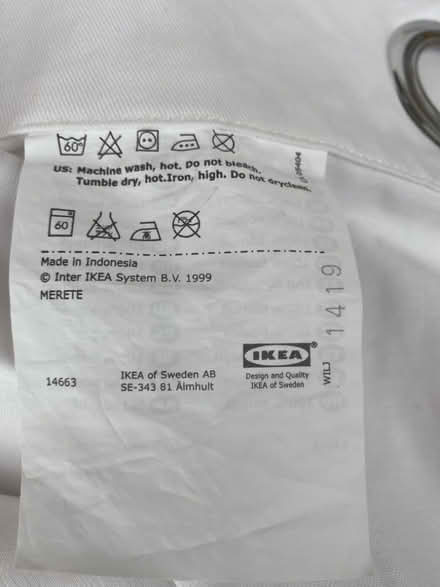 60°
US: Machine wash, hot. Do not bleach.
Tumble dry, hot.Iron, high. Do not dryclean.
60
Made in Indonesia
© Inter IKEA System B.V. 1999
MERETE
IKEA®
Design and Quality
IKEA of Sweden
14663
IKEA of Sweden AB
SE-343 81 Älmhult
WILJ